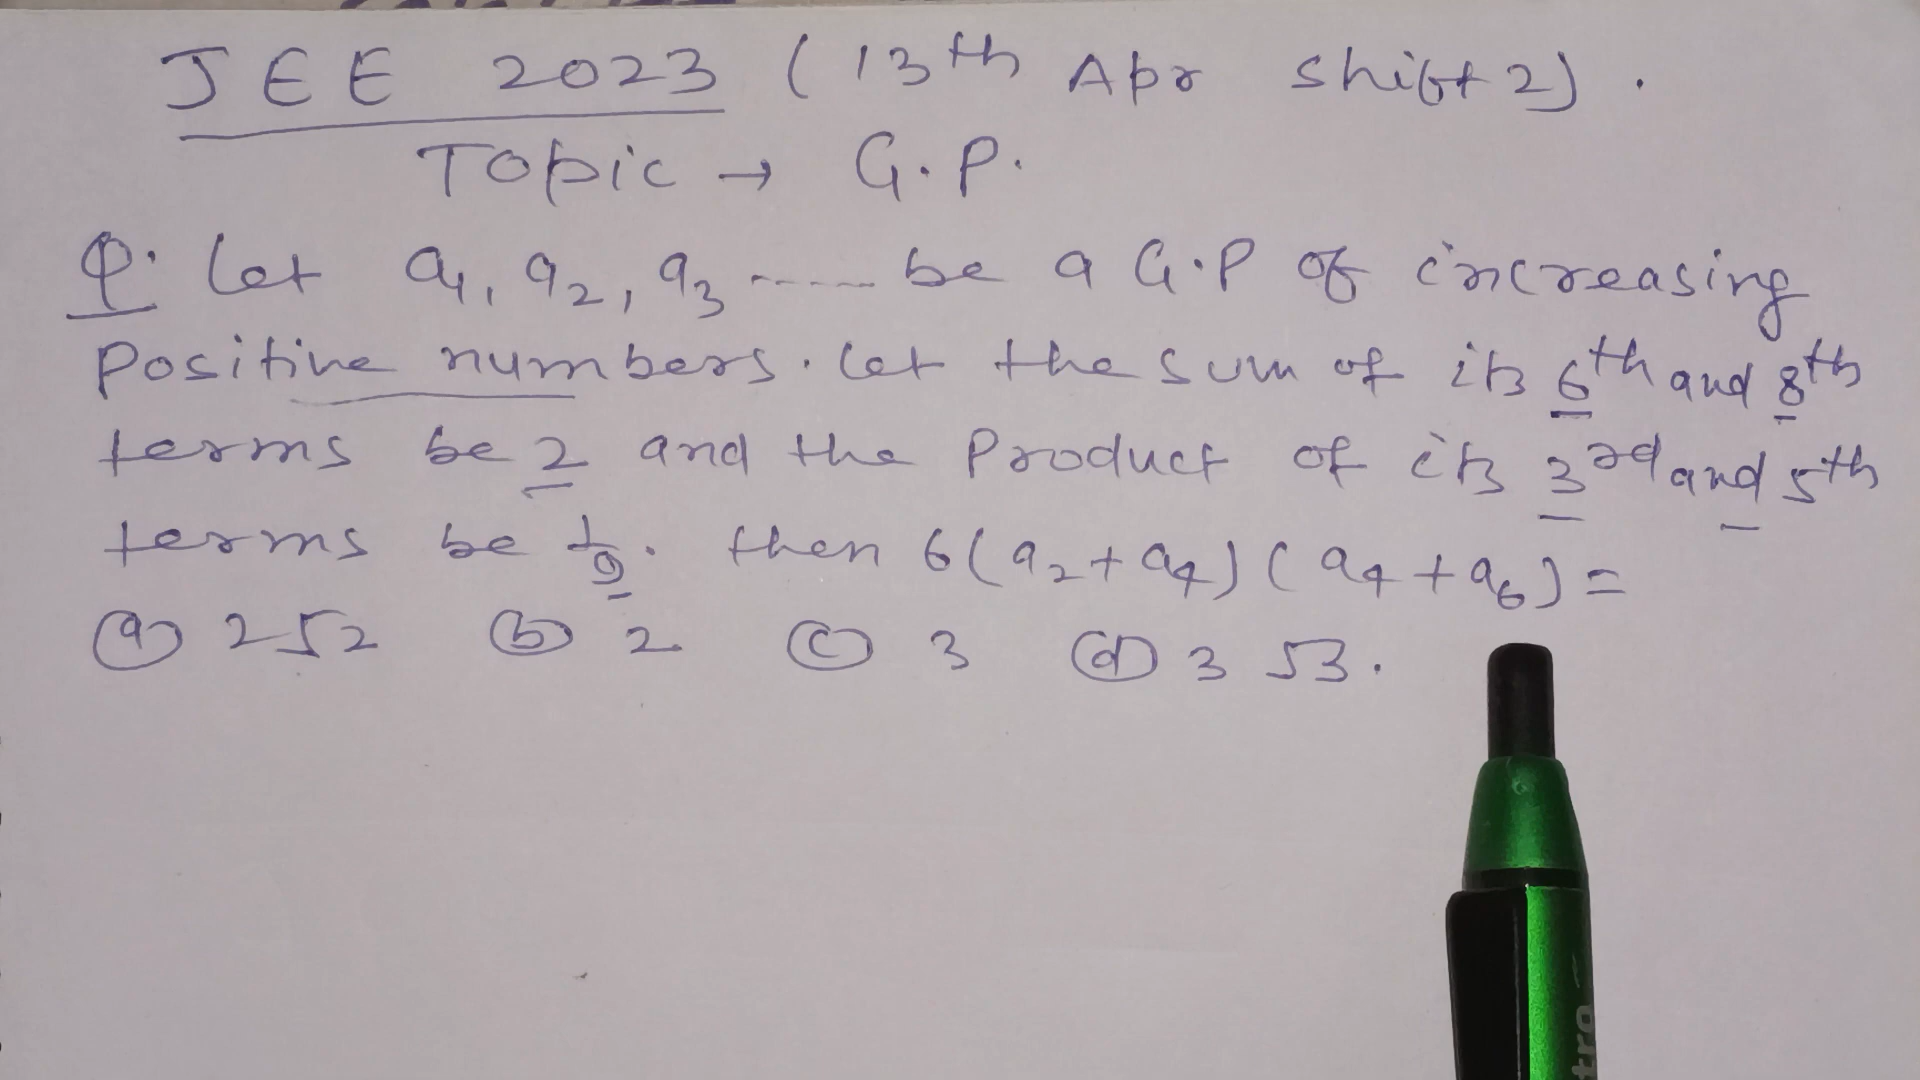 JEE 2023 (13th Apr shift 2).
Topic → G.P.
Q. Let a₁, a₂, a₃ ----- be a G.P of increasing
Positive numbers. Let the sum of its 6th and 8th
terms be 2 and the Product of its 3rd and 5th
terms be 1/9. then 6(a₂+a₄)(a₄+a₆)=
(a) 2√2 (b) 2 (c) 3 (d) 3√3.
tro